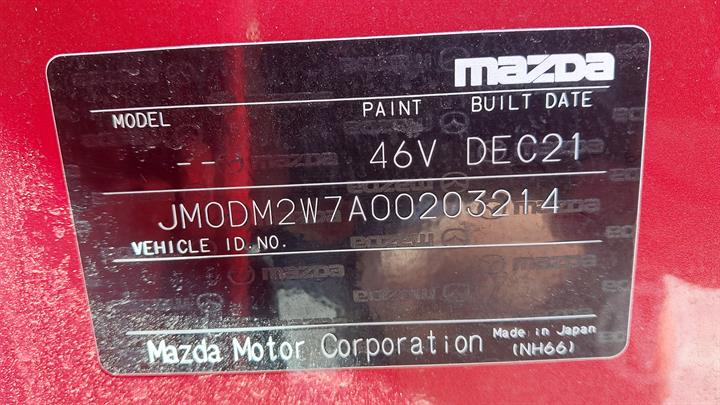 mazda
MODEL PAINT BUILT DATE
-- 46V DEC21
JM0DM2W7A00203214
VEHICLE ID.NO.
Mazda Motor Corporation Made in Japan
(NH66)